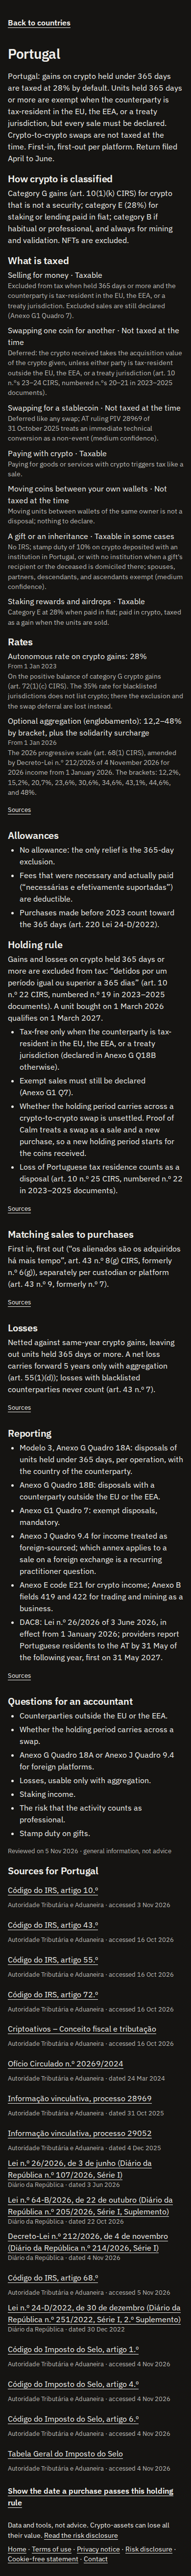 Back to countries
Portugal
Portugal: gains on crypto held under 365 days
are taxed at 28% by default. Units held 365 days
or more are exempt when the counterparty is
tax-resident in the EU, the EEA, or a treaty
jurisdiction, but every sale must be declared.
Crypto-to-crypto swaps are not taxed at the
time. First-in, first-out per platform. Return filed
April to June.
How crypto is classified
Category G gains (art. 10(1)(k) CIRS) for crypto
that is not a security; category E (28%) for
staking or lending paid in fiat; category B if
habitual or professional, and always for mining
and validation. NFTs are excluded.
What is taxed
Selling for money · Taxable
Excluded from tax when held 365 days or more and the
counterparty is tax-resident in the EU, the EEA, or a
treaty jurisdiction. Excluded sales are still declared
(Anexo G1 Quadro 7).
Swapping one coin for another · Not taxed at the
time
Deferred: the crypto received takes the acquisition value
of the crypto given, unless either party is tax-resident
outside the EU, the EEA, or a treaty jurisdiction (art. 10
n.ºs 23–24 CIRS, numbered n.ºs 20–21 in 2023–2025
documents).
Swapping for a stablecoin · Not taxed at the time
Deferred like any swap; AT ruling PIV 28969 of
31 October 2025 treats an immediate technical
conversion as a non-event (medium confidence).
Paying with crypto · Taxable
Paying for goods or services with crypto triggers tax like a
sale.
Moving coins between your own wallets · Not
taxed at the time
Moving units between wallets of the same owner is not a
disposal; nothing to declare.
A gift or an inheritance · Taxable in some cases
No IRS; stamp duty of 10% on crypto deposited with an
institution in Portugal, or with no institution when a gift's
recipient or the deceased is domiciled there; spouses,
partners, descendants, and ascendants exempt (medium
confidence).
Staking rewards and airdrops · Taxable
Category E at 28% when paid in fiat; paid in crypto, taxed
as a gain when the units are sold.
Rates
Autonomous rate on crypto gains: 28%
From 1 Jan 2023
On the positive balance of category G crypto gains
(art. 72(1)(c) CIRS). The 35% rate for blacklisted
jurisdictions does not list crypto; there the exclusion and
the swap deferral are lost instead.
Optional aggregation (englobamento): 12,2–48%
by bracket, plus the solidarity surcharge
From 1 Jan 2026
The 2026 progressive scale (art. 68(1) CIRS), amended
by Decreto-Lei n.º 212/2026 of 4 November 2026 for
2026 income from 1 January 2026. The brackets: 12,2%,
15,2%, 20,7%, 23,6%, 30,6%, 34,6%, 43,1%, 44,6%,
and 48%.
Sources
Allowances
• No allowance: the only relief is the 365-day
exclusion.
• Fees that were necessary and actually paid
(“necessárias e efetivamente suportadas”)
are deductible.
• Purchases made before 2023 count toward
the 365 days (art. 220 Lei 24-D/2022).
Holding rule
Gains and losses on crypto held 365 days or
more are excluded from tax: “detidos por um
período igual ou superior a 365 dias” (art. 10
n.º 22 CIRS, numbered n.º 19 in 2023–2025
documents). A unit bought on 1 March 2026
qualifies on 1 March 2027.
• Tax-free only when the counterparty is tax-
resident in the EU, the EEA, or a treaty
jurisdiction (declared in Anexo G Q18B
otherwise).
• Exempt sales must still be declared
(Anexo G1 Q7).
• Whether the holding period carries across a
crypto-to-crypto swap is unsettled. Proof of
Calm treats a swap as a sale and a new
purchase, so a new holding period starts for
the coins received.
• Loss of Portuguese tax residence counts as a
disposal (art. 10 n.º 25 CIRS, numbered n.º 22
in 2023–2025 documents).
Sources
Matching sales to purchases
First in, first out (“os alienados são os adquiridos
há mais tempo”, art. 43 n.º 8(g) CIRS, formerly
n.º 6(g)), separately per custodian or platform
(art. 43 n.º 9, formerly n.º 7).
Sources
Losses
Netted against same-year crypto gains, leaving
out units held 365 days or more. A net loss
carries forward 5 years only with aggregation
(art. 55(1)(d)); losses with blacklisted
counterparties never count (art. 43 n.º 7).
Sources
Reporting
• Modelo 3, Anexo G Quadro 18A: disposals of
units held under 365 days, per operation, with
the country of the counterparty.
• Anexo G Quadro 18B: disposals with a
counterparty outside the EU or the EEA.
• Anexo G1 Quadro 7: exempt disposals,
mandatory.
• Anexo J Quadro 9.4 for income treated as
foreign-sourced; which annex applies to a
sale on a foreign exchange is a recurring
practitioner question.
• Anexo E code E21 for crypto income; Anexo B
fields 419 and 422 for trading and mining as a
business.
• DAC8: Lei n.º 26/2026 of 3 June 2026, in
effect from 1 January 2026; providers report
Portuguese residents to the AT by 31 May of
the following year, first on 31 May 2027.
Sources
Questions for an accountant
• Counterparties outside the EU or the EEA.
• Whether the holding period carries across a
swap.
• Anexo G Quadro 18A or Anexo J Quadro 9.4
for foreign platforms.
• Losses, usable only with aggregation.
• Staking income.
• The risk that the activity counts as
professional.
• Stamp duty on gifts.
Reviewed on 5 Nov 2026 · general information, not advice
Sources for Portugal
Código do IRS, artigo 10.º
Autoridade Tributária e Aduaneira · accessed 3 Nov 2026
Código do IRS, artigo 43.º
Autoridade Tributária e Aduaneira · accessed 16 Oct 2026
Código do IRS, artigo 55.º
Autoridade Tributária e Aduaneira · accessed 16 Oct 2026
Código do IRS, artigo 72.º
Autoridade Tributária e Aduaneira · accessed 16 Oct 2026
Criptoativos – Conceito fiscal e tributação
Autoridade Tributária e Aduaneira · accessed 16 Oct 2026
Ofício Circulado n.º 20269/2024
Autoridade Tributária e Aduaneira · dated 24 Mar 2024
Informação vinculativa, processo 28969
Autoridade Tributária e Aduaneira · dated 31 Oct 2025
Informação vinculativa, processo 29052
Autoridade Tributária e Aduaneira · dated 4 Dec 2025
Lei n.º 26/2026, de 3 de junho (Diário da
República n.º 107/2026, Série I)
Diário da República · dated 3 Jun 2026
Lei n.º 64-B/2026, de 22 de outubro (Diário da
República n.º 205/2026, Série I, Suplemento)
Diário da República · dated 22 Oct 2026
Decreto-Lei n.º 212/2026, de 4 de novembro
(Diário da República n.º 214/2026, Série I)
Diário da República · dated 4 Nov 2026
Código do IRS, artigo 68.º
Autoridade Tributária e Aduaneira · accessed 5 Nov 2026
Lei n.º 24-D/2022, de 30 de dezembro (Diário da
República n.º 251/2022, Série I, 2.º Suplemento)
Diário da República · dated 30 Dec 2022
Código do Imposto do Selo, artigo 1.º
Autoridade Tributária e Aduaneira · accessed 4 Nov 2026
Código do Imposto do Selo, artigo 4.º
Autoridade Tributária e Aduaneira · accessed 4 Nov 2026
Código do Imposto do Selo, artigo 6.º
Autoridade Tributária e Aduaneira · accessed 4 Nov 2026
Tabela Geral do Imposto do Selo
Autoridade Tributária e Aduaneira · accessed 4 Nov 2026
Show the date a purchase passes this holding
rule
Data and tools, not advice. Crypto-assets can lose all
their value. Read the risk disclosure
Home · Terms of use · Privacy notice · Risk disclosure ·
Cookie-free statement · Contact